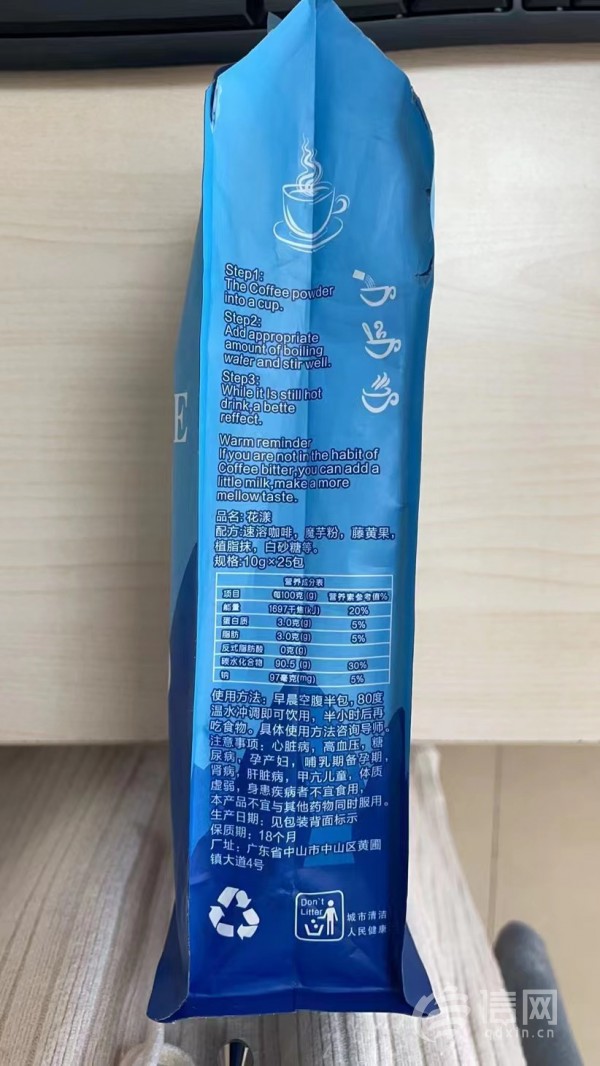 E
Step1:
The Coffee powder
into a cup.
Step2:
Add appropriate
amount of boiling
water and stir well.
Step3:
While it Is still hot
drink,a bette
reffect.
Warm reminder
If you are not in the habit of
Coffee bitter,you can add a
little milk,make a more
mellow taste.
品名:花漾
配方:速溶咖啡，魔芋粉，藤黄果，
植脂抹，白砂糖等。
规格:10g×25包
营养成分表
项目 每100克(g) 营养素参考值%
能量 1697千焦(kJ) 20%
蛋白质 3.0克(g) 5%
脂肪 3.0克(g) 5%
反式脂肪酸 0克(g)
碳水化合物 90.5 (g) 30%
钠 97毫克(mg) 5%
使用方法：早晨空腹半包，80度
温水冲调即可饮用，半小时后再
吃食物。具体使用方法咨询导师。
注意事项：心脏病，高血压，糖
尿病，孕产妇，哺乳期备孕期，
肾病，肝脏病，甲亢儿童，体质
虚弱，身患疾病者不宜食用，
本产品不宜与其他药物同时服用。
生产日期：见包装背面标示
保质期：18个月
厂址：广东省中山市中山区黄圃
镇大道4号
Don't
Litter
城市清洁
人民健康
信网
qqxin.cn